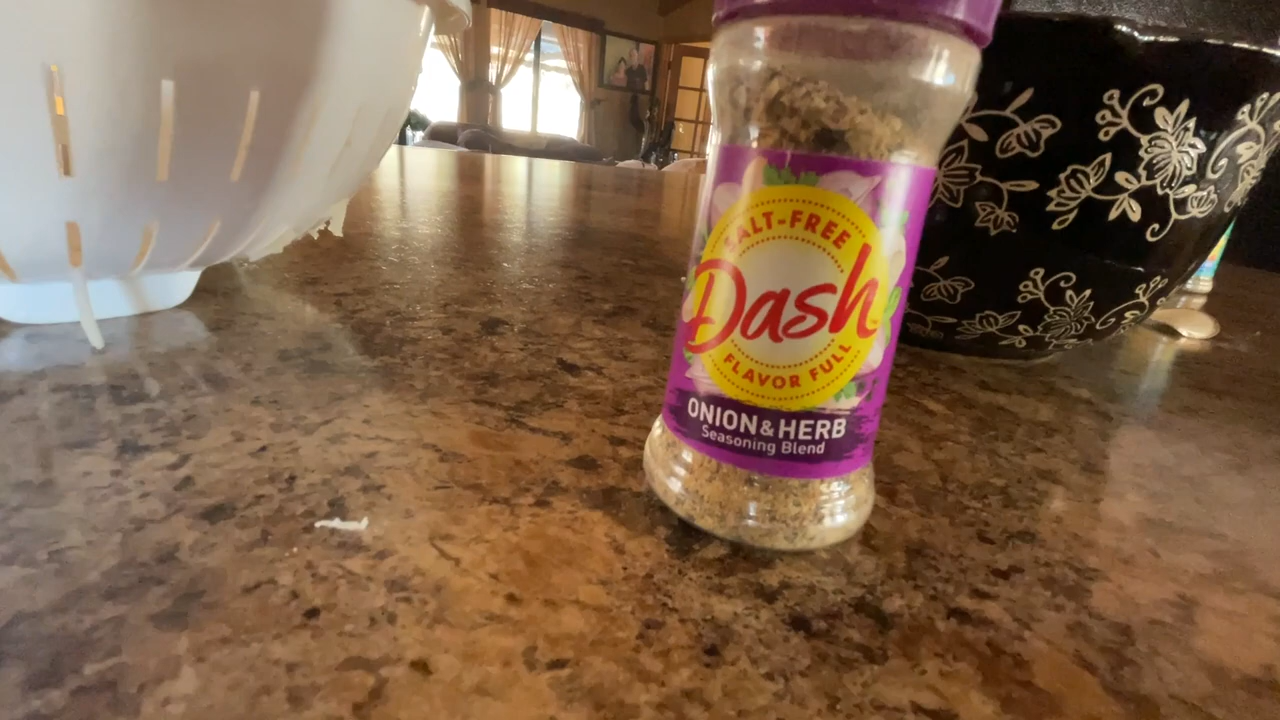 SALT-FREE
Dash
FLAVOR FULL
ONION & HERB
Seasoning Blend